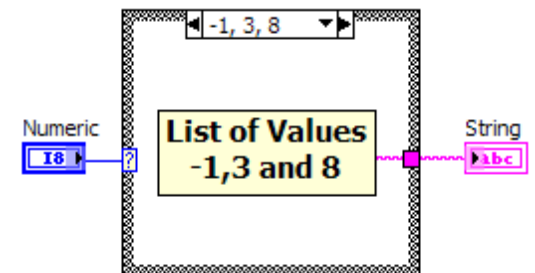 -1, 3, 8
Numeric
I8
?
List of Values
-1,3 and 8
String
abc